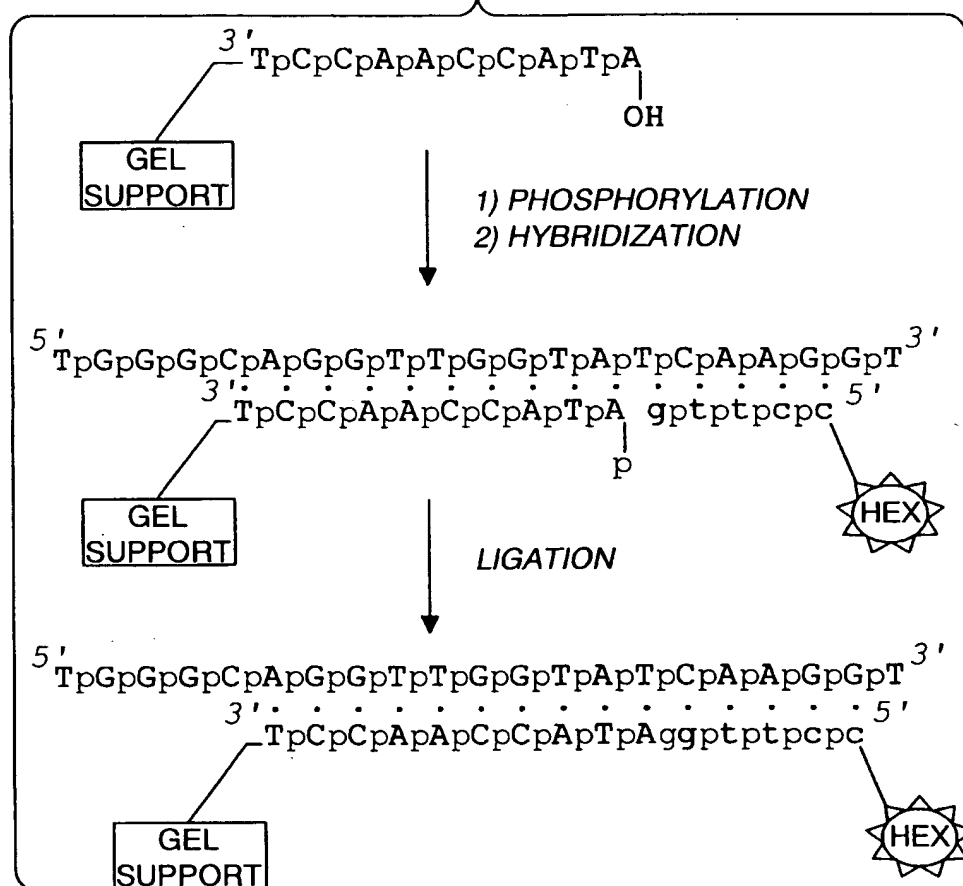 3' TpCpCpApApCpCpApTpA
OH
GEL
SUPPORT
1) PHOSPHORYLATION
2) HYBRIDIZATION
5' TpGpGpGpCpApGpGpTpTpGpGpTpApTpCpApApGpGpT 3'
3' TpCpCpApApCpCpApTpA gptptpcpc 5'
p
GEL
SUPPORT
HEX
LIGATION
5' TpGpGpGpCpApGpGpTpTpGpGpTpApTpCpApApGpGpT 3'
3' TpCpCpApApCpCpApTpAggptptpcpc 5'
GEL
SUPPORT
HEX